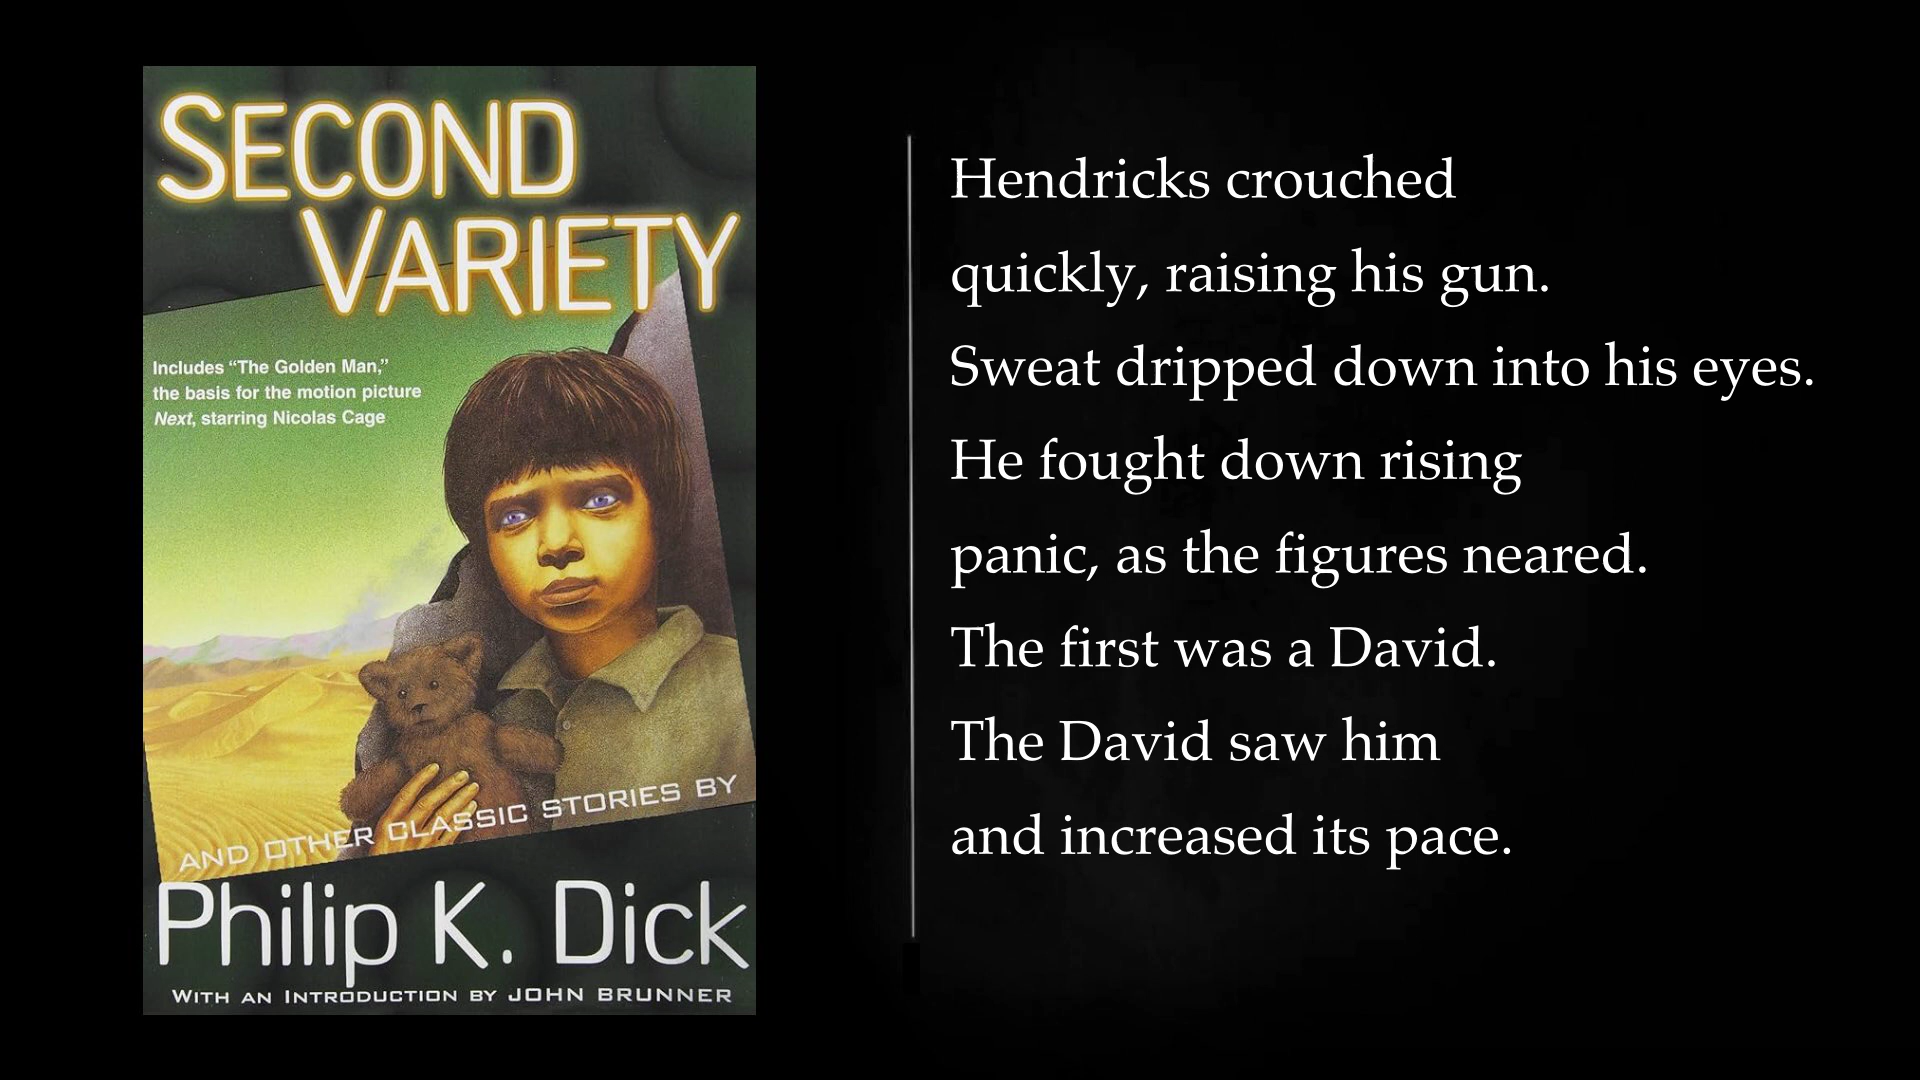 SECOND
VARIETY
Includes “The Golden Man,”
the basis for the motion picture
Next, starring Nicolas Cage
AND OTHER CLASSIC STORIES BY
Philip K. Dick
WITH AN INTRODUCTION BY JOHN BRUNNER
Hendricks crouched
quickly, raising his gun.
Sweat dripped down into his eyes.
He fought down rising
panic, as the figures neared.
The first was a David.
The David saw him
and increased its pace.